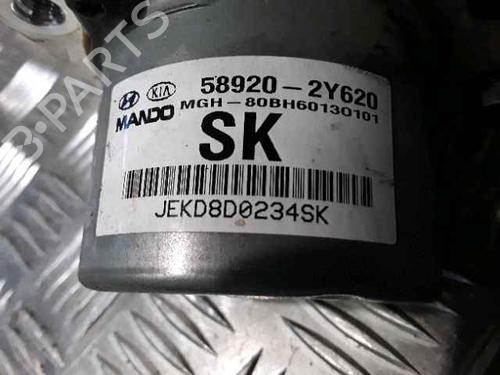 KIA 58920-2Y620
MANDO MGH-80BH60130101
SK
JEKD8D0234SK
B-PARTS